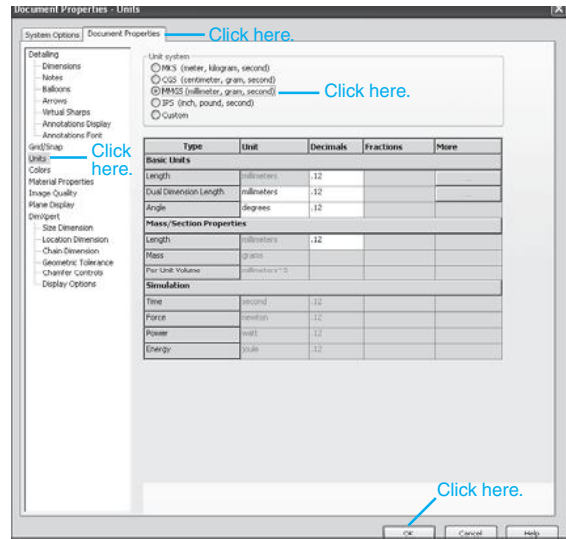 Document Properties - Units
System Options Document Properties Click here.
Detailing
Dimensions
Notes
Balloons
Arrows
Virtual Sharps
Annotations Display
Annotations Font
Grid/Snap
Units Click here.
Colors
Material Properties
Image Quality
Plane Display
DimXpert
Size Dimension
Location Dimension
Chain Dimension
Geometric Tolerance
Chamfer Controls
Display Options
Unit system
MKS (meter, kilogram, second)
CGS (centimeter, gram, second)
MMGS (millimeter, gram, second) Click here.
IPS (inch, pound, second)
Custom
Type Unit Decimals Fractions More
Basic Units
Length millimeters .12 ...
Dual Dimension Length millimeters .12 ...
Angle degrees .12
Mass/Section Properties
Length millimeters .12
Mass grams
Per Unit Volume millimeters^3
Simulation
Time second .12
Force newton .12
Power watt .12
Energy joule .12
Click here.
OK Cancel Help